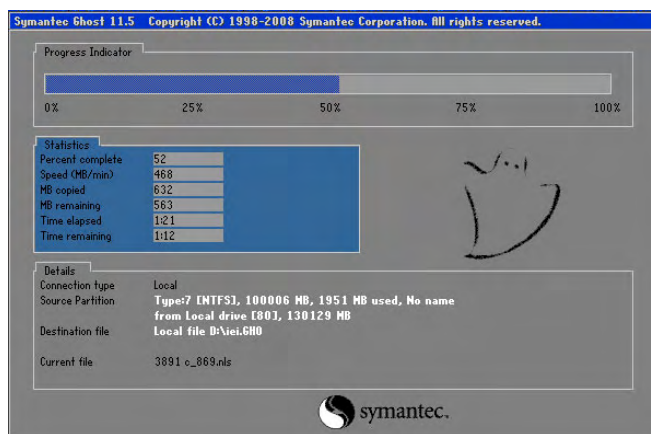 Symantec Ghost 11.5 Copyright (C) 1998-2008 Symantec Corporation. All rights reserved.
Progress Indicator
0% 25% 50% 75% 100%
Statistics
Percent complete 52
Speed (MB/min) 468
MB copied 632
MB remaining 563
Time elapsed 1:21
Time remaining 1:12
Details
Connection type Local
Source Partition Type:7 [NTFS], 100006 MB, 1951 MB used, No name
from Local drive [80], 130129 MB
Destination file Local file D:\iei.GHO
Current file 3891 c_869.nls
symantec.